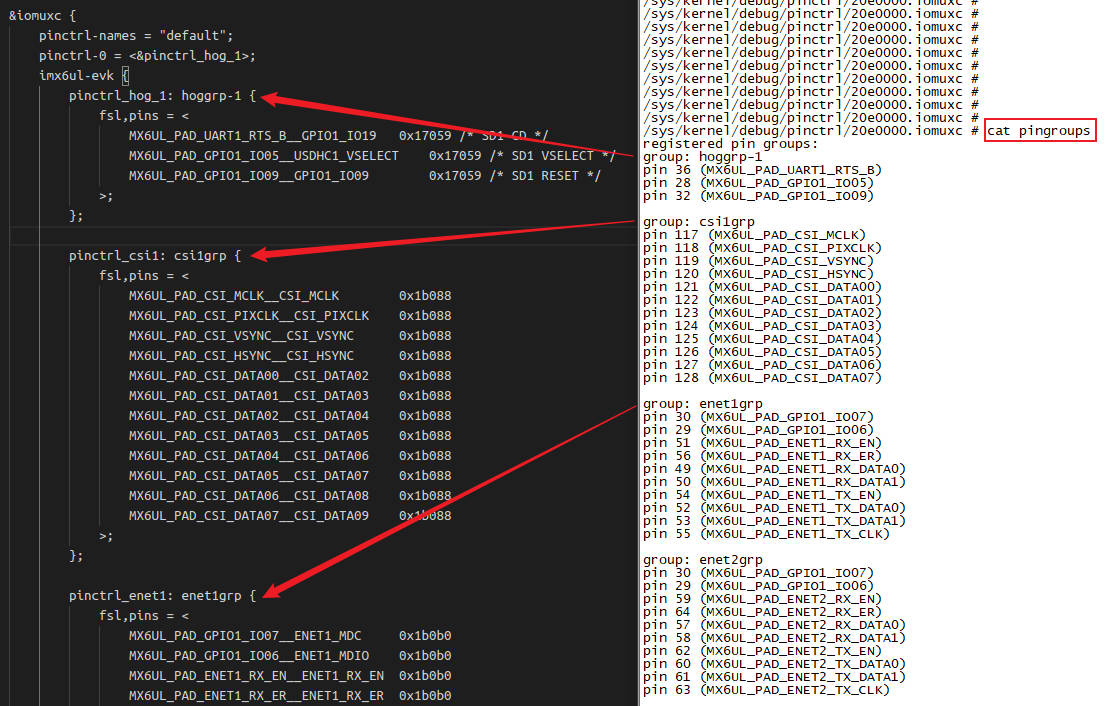 &iomuxc {
pinctrl-names = "default";
pinctrl-0 = <&pinctrl_hog_1>;
imx6ul-evk {
pinctrl_hog_1: hoggrp-1 {
fsl,pins = <
MX6UL_PAD_UART1_RTS_B__GPIO1_IO19 0x17059 /* SD1 CD */
MX6UL_PAD_GPIO1_IO05__USDHC1_VSELECT 0x17059 /* SD1 VSELECT */
MX6UL_PAD_GPIO1_IO09__GPIO1_IO09 0x17059 /* SD1 RESET */
>;
};
pinctrl_csi1: csi1grp {
fsl,pins = <
MX6UL_PAD_CSI_MCLK__CSI_MCLK 0x1b088
MX6UL_PAD_CSI_PIXCLK__CSI_PIXCLK 0x1b088
MX6UL_PAD_CSI_VSYNC__CSI_VSYNC 0x1b088
MX6UL_PAD_CSI_HSYNC__CSI_HSYNC 0x1b088
MX6UL_PAD_CSI_DATA00__CSI_DATA02 0x1b088
MX6UL_PAD_CSI_DATA01__CSI_DATA03 0x1b088
MX6UL_PAD_CSI_DATA02__CSI_DATA04 0x1b088
MX6UL_PAD_CSI_DATA03__CSI_DATA05 0x1b088
MX6UL_PAD_CSI_DATA04__CSI_DATA06 0x1b088
MX6UL_PAD_CSI_DATA05__CSI_DATA07 0x1b088
MX6UL_PAD_CSI_DATA06__CSI_DATA08 0x1b088
MX6UL_PAD_CSI_DATA07__CSI_DATA09 0x1b088
>;
};
pinctrl_enet1: enet1grp {
fsl,pins = <
MX6UL_PAD_GPIO1_IO07__ENET1_MDC 0x1b0b0
MX6UL_PAD_GPIO1_IO06__ENET1_MDIO 0x1b0b0
MX6UL_PAD_ENET1_RX_EN__ENET1_RX_EN 0x1b0b0
MX6UL_PAD_ENET1_RX_ER__ENET1_RX_ER 0x1b0b0
/sys/kernel/debug/pinctrl/20e0000.iomuxc #
/sys/kernel/debug/pinctrl/20e0000.iomuxc #
/sys/kernel/debug/pinctrl/20e0000.iomuxc #
/sys/kernel/debug/pinctrl/20e0000.iomuxc #
/sys/kernel/debug/pinctrl/20e0000.iomuxc #
/sys/kernel/debug/pinctrl/20e0000.iomuxc #
/sys/kernel/debug/pinctrl/20e0000.iomuxc #
/sys/kernel/debug/pinctrl/20e0000.iomuxc #
/sys/kernel/debug/pinctrl/20e0000.iomuxc #
/sys/kernel/debug/pinctrl/20e0000.iomuxc #
/sys/kernel/debug/pinctrl/20e0000.iomuxc # cat pingroups
registered pin groups:
group: hoggrp-1
pin 36 (MX6UL_PAD_UART1_RTS_B)
pin 28 (MX6UL_PAD_GPIO1_IO05)
pin 32 (MX6UL_PAD_GPIO1_IO09)
group: csi1grp
pin 117 (MX6UL_PAD_CSI_MCLK)
pin 118 (MX6UL_PAD_CSI_PIXCLK)
pin 119 (MX6UL_PAD_CSI_VSYNC)
pin 120 (MX6UL_PAD_CSI_HSYNC)
pin 121 (MX6UL_PAD_CSI_DATA00)
pin 122 (MX6UL_PAD_CSI_DATA01)
pin 123 (MX6UL_PAD_CSI_DATA02)
pin 124 (MX6UL_PAD_CSI_DATA03)
pin 125 (MX6UL_PAD_CSI_DATA04)
pin 126 (MX6UL_PAD_CSI_DATA05)
pin 127 (MX6UL_PAD_CSI_DATA06)
pin 128 (MX6UL_PAD_CSI_DATA07)
group: enet1grp
pin 30 (MX6UL_PAD_GPIO1_IO07)
pin 29 (MX6UL_PAD_GPIO1_IO06)
pin 51 (MX6UL_PAD_ENET1_RX_EN)
pin 56 (MX6UL_PAD_ENET1_RX_ER)
pin 49 (MX6UL_PAD_ENET1_RX_DATA0)
pin 50 (MX6UL_PAD_ENET1_RX_DATA1)
pin 54 (MX6UL_PAD_ENET1_TX_EN)
pin 52 (MX6UL_PAD_ENET1_TX_DATA0)
pin 53 (MX6UL_PAD_ENET1_TX_DATA1)
pin 55 (MX6UL_PAD_ENET1_TX_CLK)
group: enet2grp
pin 30 (MX6UL_PAD_GPIO1_IO07)
pin 29 (MX6UL_PAD_GPIO1_IO06)
pin 59 (MX6UL_PAD_ENET2_RX_EN)
pin 64 (MX6UL_PAD_ENET2_RX_ER)
pin 57 (MX6UL_PAD_ENET2_RX_DATA0)
pin 58 (MX6UL_PAD_ENET2_RX_DATA1)
pin 62 (MX6UL_PAD_ENET2_TX_EN)
pin 60 (MX6UL_PAD_ENET2_TX_DATA0)
pin 61 (MX6UL_PAD_ENET2_TX_DATA1)
pin 63 (MX6UL_PAD_ENET2_TX_CLK)